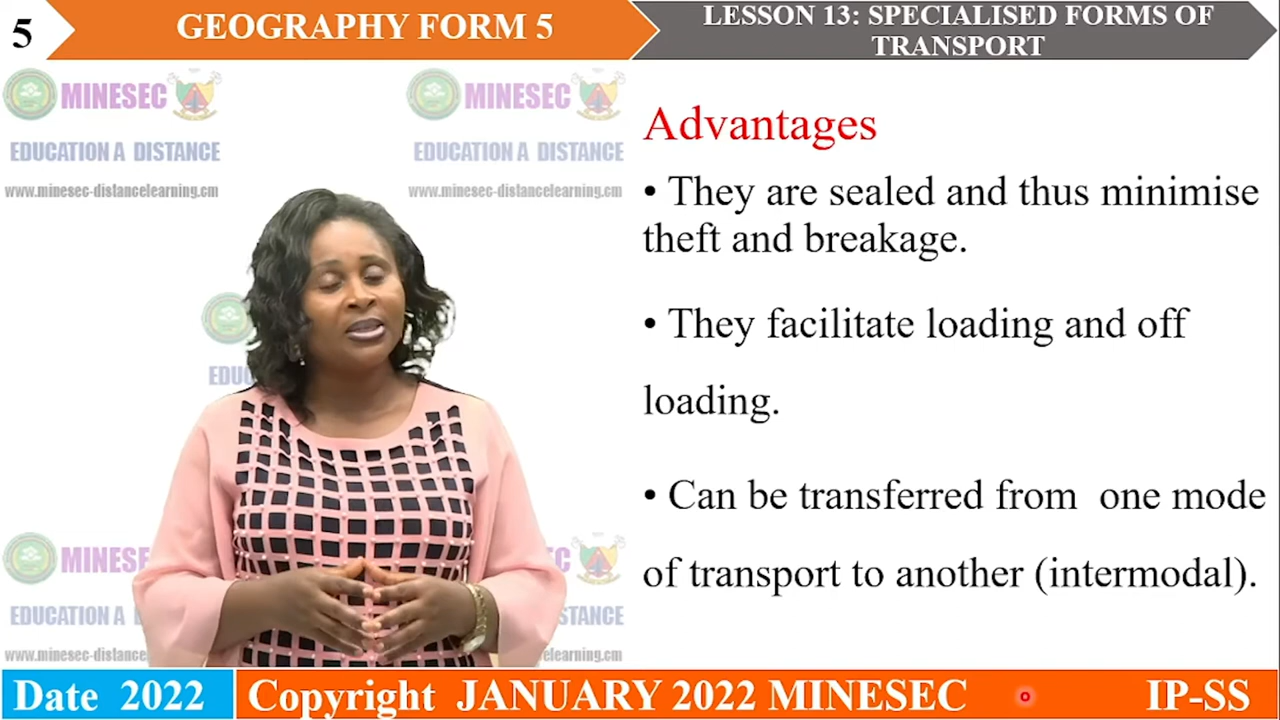 5
GEOGRAPHY FORM 5
LESSON 13: SPECIALISED FORMS OF
TRANSPORT
MINESEC
EDUCATION A DISTANCE
www.minesec-distancelearning.cm
MINESEC
EDUCATION A DISTANCE
www.minesec-distancelearning.cm
Advantages
• They are sealed and thus minimise
theft and breakage.
• They facilitate loading and off
loading.
• Can be transferred from one mode
of transport to another (intermodal).
Date 2022
Copyright JANUARY 2022 MINESEC
IP-SS